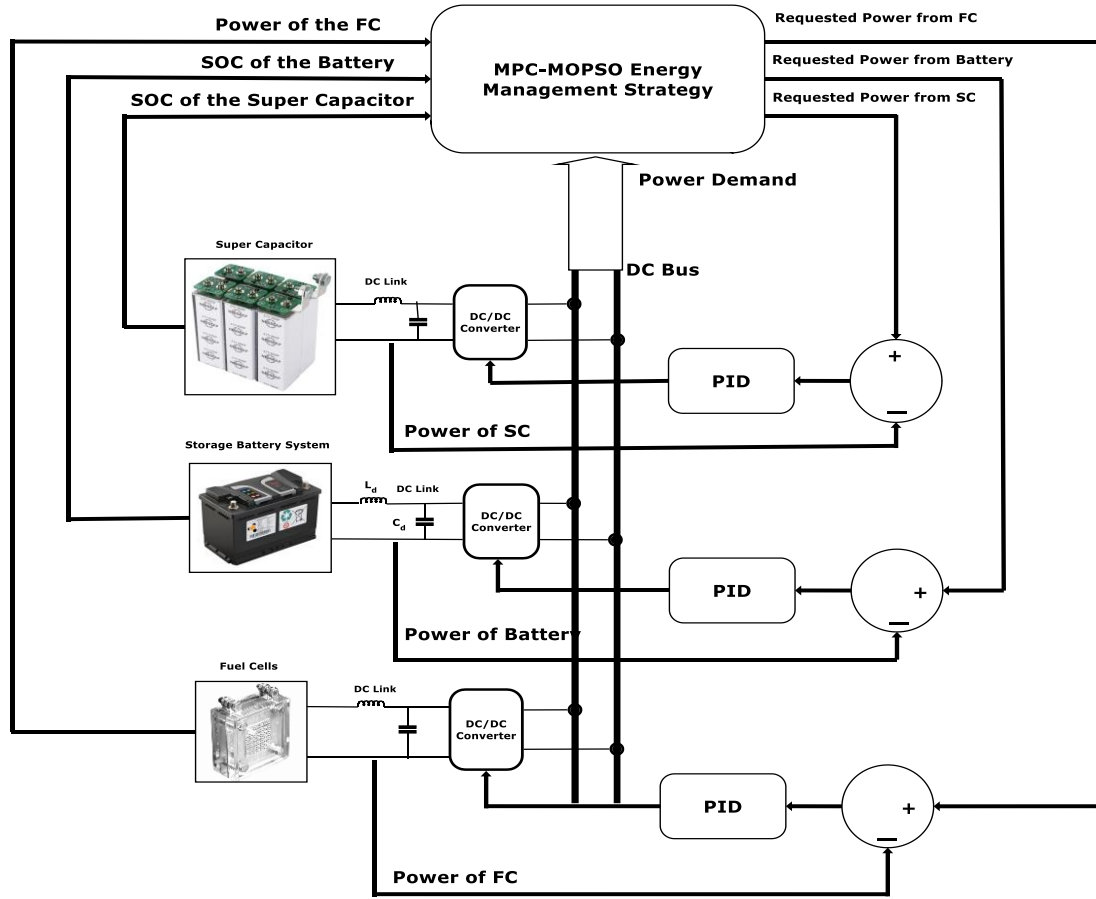 Power of the FC
Requested Power from FC
SOC of the Battery
MPC-MOPSO Energy
Management Strategy
Requested Power from Battery
SOC of the Super Capacitor
Requested Power from SC
Power Demand
Super Capacitor
DC Bus
DC Link
DC/DC
Converter
+
PID
—
Power of SC
Storage Battery System
L_d
DC Link
C_d
DC/DC
Converter
PID
+
—
Power of Battery
Fuel Cells
DC Link
DC/DC
Converter
PID
+
—
Power of FC